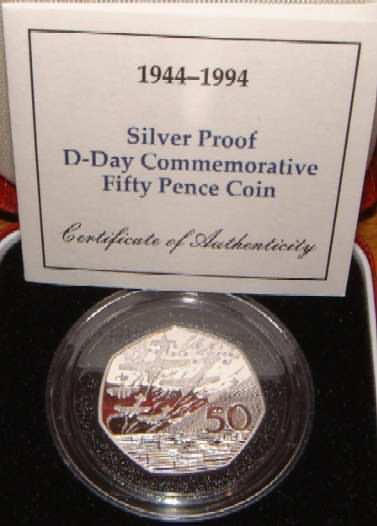 1944–1994
Silver Proof
D-Day Commemorative
Fifty Pence Coin
Certificate of Authenticity
50